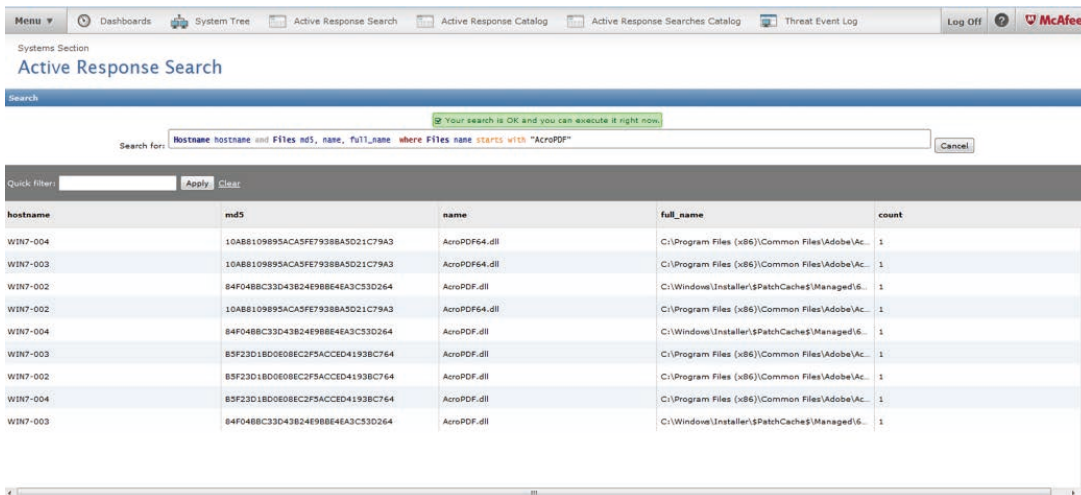 Menu ▼ Dashboards System Tree Active Response Search Active Response Catalog Active Response Searches Catalog Threat Event Log Log Off ? McAfee
Systems Section
Active Response Search
Search
Your search is OK and you can execute it right now.
Search for: Hostname hostname and Files md5, name, full_name where Files name starts with "AcroPDF" Cancel
Quick filter: Apply Clear
hostname md5 name full_name count
WIN7-004 10AB8109895ACA5FE7938BA5D21C79A3 AcroPDF64.dll C:\Program Files (x86)\Common Files\Adobe\Ac... 1
WIN7-003 10AB8109895ACA5FE7938BA5D21C79A3 AcroPDF64.dll C:\Program Files (x86)\Common Files\Adobe\Ac... 1
WIN7-002 84F04BBC33D43B24E9BBE4EA3C53D264 AcroPDF.dll C:\Windows\Installer\$PatchCache$\Managed\6... 1
WIN7-002 10AB8109895ACA5FE7938BA5D21C79A3 AcroPDF64.dll C:\Program Files (x86)\Common Files\Adobe\Ac... 1
WIN7-004 84F04BBC33D43B24E9BBE4EA3C53D264 AcroPDF.dll C:\Windows\Installer\$PatchCache$\Managed\6... 1
WIN7-003 B5F23D1BD0E08EC2F5ACCED4193BC764 AcroPDF.dll C:\Program Files (x86)\Common Files\Adobe\Ac... 1
WIN7-002 B5F23D1BD0E08EC2F5ACCED4193BC764 AcroPDF.dll C:\Program Files (x86)\Common Files\Adobe\Ac... 1
WIN7-004 B5F23D1BD0E08EC2F5ACCED4193BC764 AcroPDF.dll C:\Program Files (x86)\Common Files\Adobe\Ac... 1
WIN7-003 84F04BBC33D43B24E9BBE4EA3C53D264 AcroPDF.dll C:\Windows\Installer\$PatchCache$\Managed\6... 1